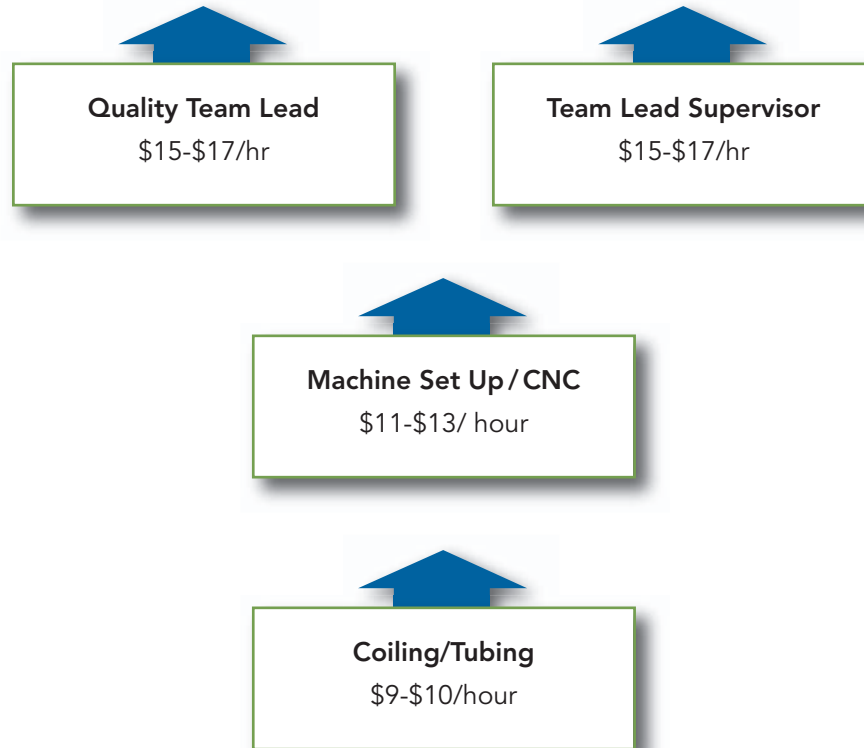 Quality Team Lead
$15-$17/hr
Team Lead Supervisor
$15-$17/hr
Machine Set Up / CNC
$11-$13/ hour
Coiling/Tubing
$9-$10/hour